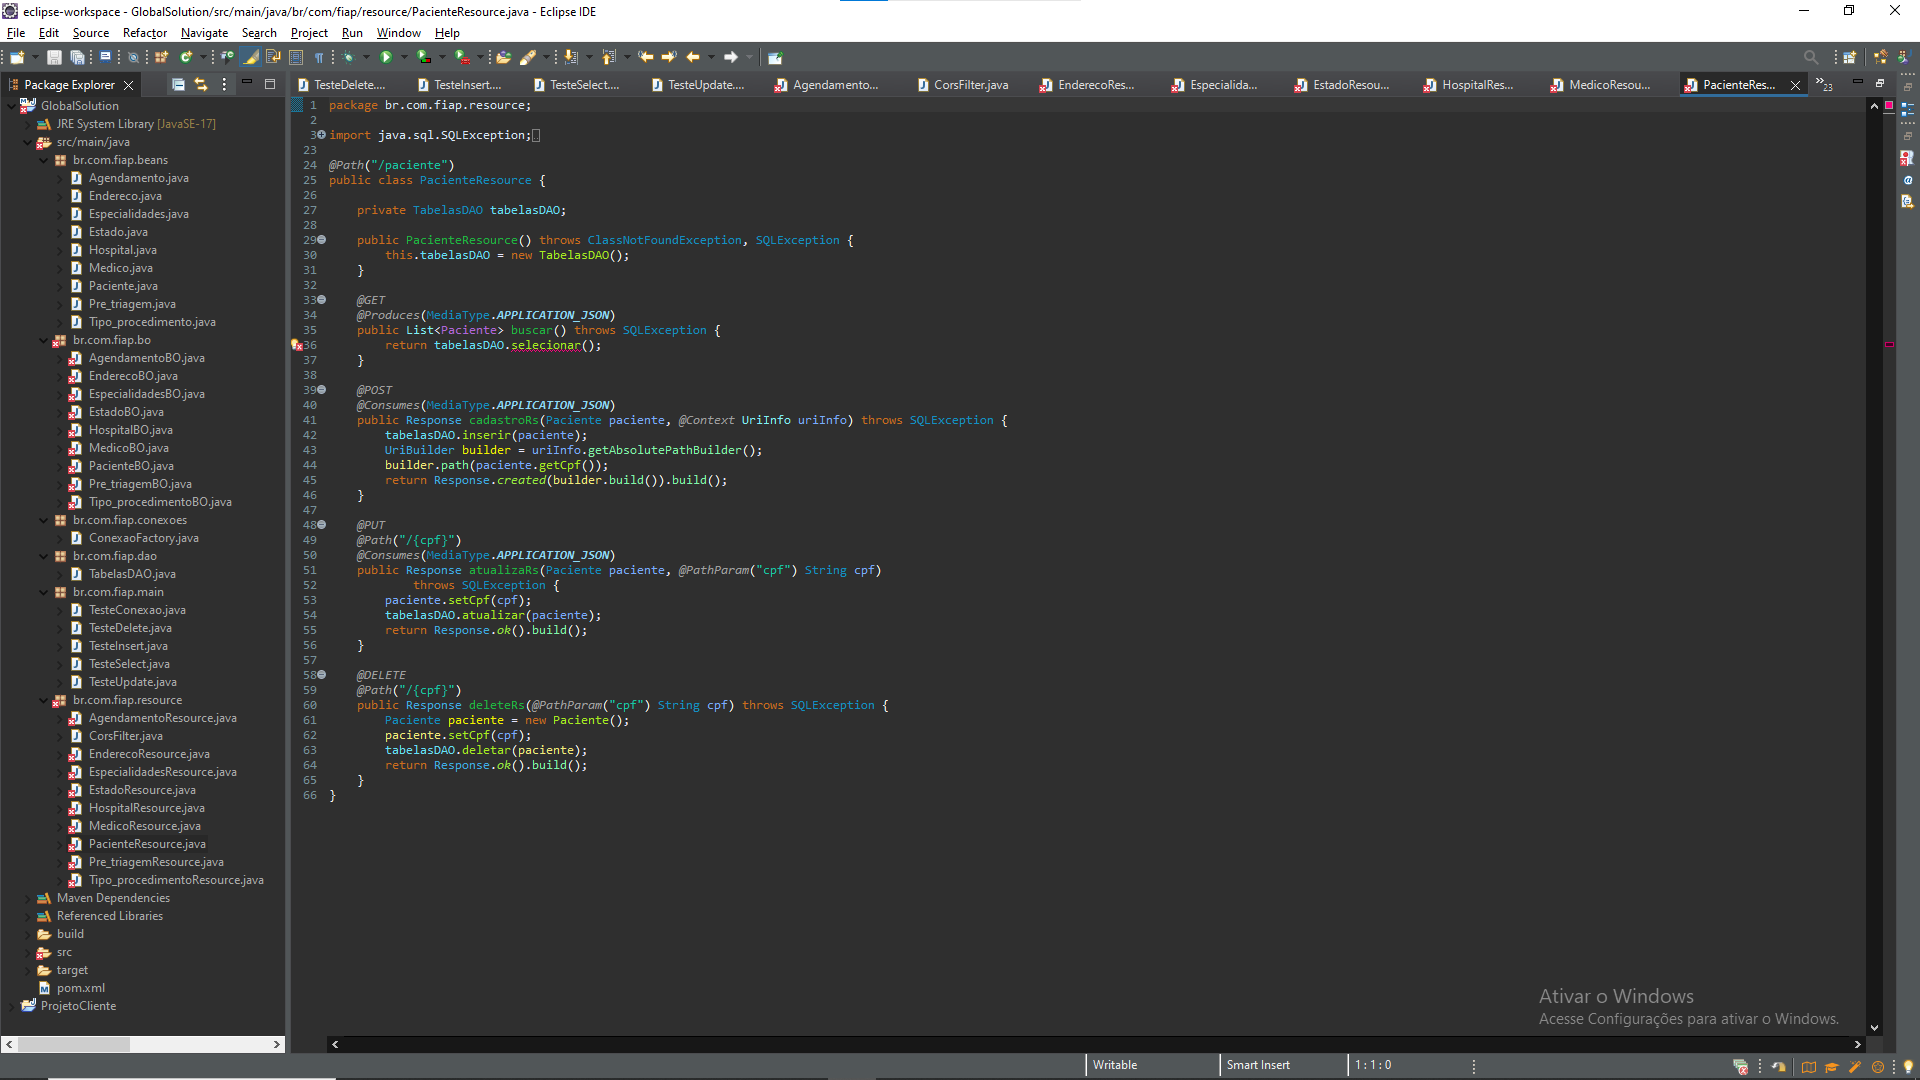 eclipse-workspace - GlobalSolution/src/main/java/br/com/fiap/resource/PacienteResource.java - Eclipse IDE
File Edit Source Refactor Navigate Search Project Run Window Help
Package Explorer
TesteDelete.... TesteInsert.... TesteSelect.... TesteUpdate.... Agendamento... CorsFilter.java EnderecoRes... Especialida... EstadoResou... HospitalRes... MedicoResou... PacienteRes... »23
GlobalSolution
JRE System Library [JavaSE-17]
src/main/java
br.com.fiap.beans
Agendamento.java
Endereco.java
Especialidades.java
Estado.java
Hospital.java
Medico.java
Paciente.java
Pre_triagem.java
Tipo_procedimento.java
br.com.fiap.bo
AgendamentoBO.java
EnderecoBO.java
EspecialidadesBO.java
EstadoBO.java
HospitalBO.java
MedicoBO.java
PacienteBO.java
Pre_triagemBO.java
Tipo_procedimentoBO.java
br.com.fiap.conexoes
ConexaoFactory.java
br.com.fiap.dao
TabelasDAO.java
br.com.fiap.main
TesteConexao.java
TesteDelete.java
TesteInsert.java
TesteSelect.java
TesteUpdate.java
br.com.fiap.resource
AgendamentoResource.java
CorsFilter.java
EnderecoResource.java
EspecialidadesResource.java
EstadoResource.java
HospitalResource.java
MedicoResource.java
PacienteResource.java
Pre_triagemResource.java
Tipo_procedimentoResource.java
Maven Dependencies
Referenced Libraries
build
src
target
pom.xml
ProjetoCliente
1 package br.com.fiap.resource;
2
3 import java.sql.SQLException;
23
24 @Path("/paciente")
25 public class PacienteResource {
26
27 private TabelasDAO tabelasDAO;
28
29 public PacienteResource() throws ClassNotFoundException, SQLException {
30 this.tabelasDAO = new TabelasDAO();
31 }
32
33 @GET
34 @Produces(MediaType.APPLICATION_JSON)
35 public List<Paciente> buscar() throws SQLException {
36 return tabelasDAO.selecionar();
37 }
38
39 @POST
40 @Consumes(MediaType.APPLICATION_JSON)
41 public Response cadastroRs(Paciente paciente, @Context UriInfo uriInfo) throws SQLException {
42 tabelasDAO.inserir(paciente);
43 UriBuilder builder = uriInfo.getAbsolutePathBuilder();
44 builder.path(paciente.getCpf());
45 return Response.created(builder.build()).build();
46 }
47
48 @PUT
49 @Path("/{cpf}")
50 @Consumes(MediaType.APPLICATION_JSON)
51 public Response atualizaRs(Paciente paciente, @PathParam("cpf") String cpf)
52 throws SQLException {
53 paciente.setCpf(cpf);
54 tabelasDAO.atualizar(paciente);
55 return Response.ok().build();
56 }
57
58 @DELETE
59 @Path("/{cpf}")
60 public Response deleteRs(@PathParam("cpf") String cpf) throws SQLException {
61 Paciente paciente = new Paciente();
62 paciente.setCpf(cpf);
63 tabelasDAO.deletar(paciente);
64 return Response.ok().build();
65 }
66 }
Ativar o Windows
Acesse Configurações para ativar o Windows.
Writable Smart Insert 1 : 1 : 0